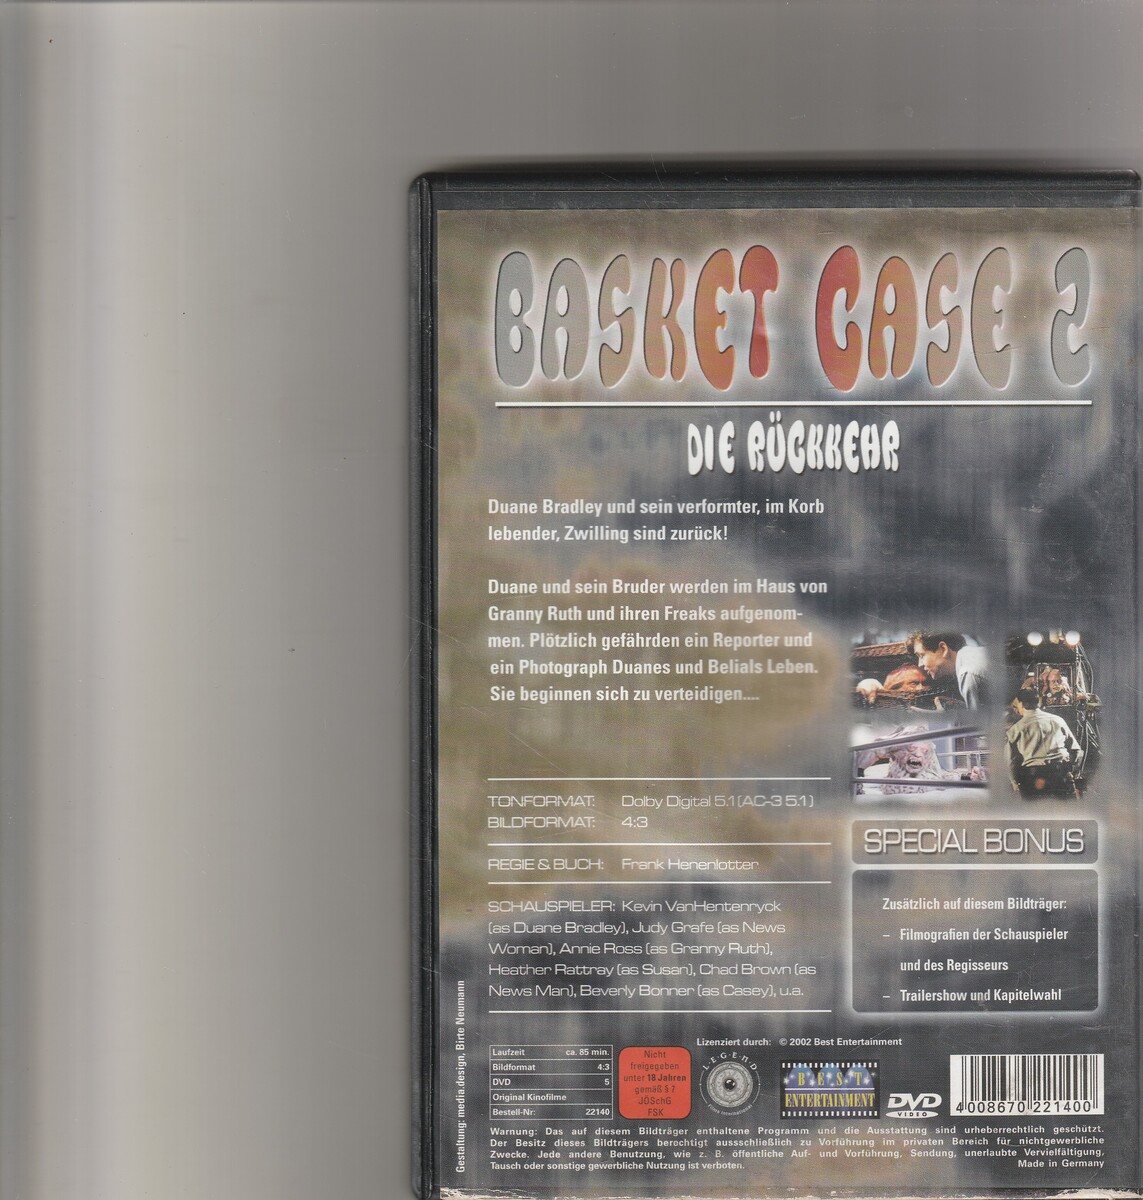 BASKET CASE 2
DIE RÜCKKEHR
Duane Bradley und sein verformter, im Korb
lebender, Zwilling sind zurück!
Duane und sein Bruder werden im Haus von
Granny Ruth und ihren Freaks aufgenom-
men. Plötzlich gefährden ein Reporter und
ein Photograph Duanes und Belials Leben.
Sie beginnen sich zu verteidigen....
TONFORMAT: Dolby Digital 5.1 (AC-3 5.1)
BILDFORMAT: 4:3
REGIE & BUCH: Frank Henenlotter
SCHAUSPIELER: Kevin VanHentenryck
(as Duane Bradley), Judy Grafe (as News
Woman), Annie Ross (as Granny Ruth),
Heather Rattray (as Susan), Chad Brown (as
News Man), Beverly Bonner (as Casey), u.a.
SPECIAL BONUS
Zusätzlich auf diesem Bildträger:
– Filmografien der Schauspieler
und des Regisseurs
– Trailershow und Kapitelwahl
Gestaltung: media.design, Birte Neumann
Laufzeit ca. 85 min.
Bildformat 4:3
DVD 5
Original Kinofilme
Bestell-Nr: 22140
Nicht
freigegeben
unter 18 Jahren
gemäß § 7
JÖSchG
FSK
Lizenziert durch: © 2002 Best Entertainment
LEGEND
Films International
BEST
ENTERTAINMENT
DVD
VIDEO
4008670 221400
Warnung: Das auf diesem Bildträger enthaltene Programm und die Ausstattung sind urheberrechtlich geschützt.
Der Besitz dieses Bildträgers berechtigt aussschließlich zu Vorführung im privaten Bereich für nichtgewerbliche
Zwecke. Jede andere Benutzung, wie z. B. öffentliche Auf- und Vorführung, Sendung, unerlaubte Vervielfältigung,
Tausch oder sonstige gewerbliche Nutzung ist verboten. Made in Germany